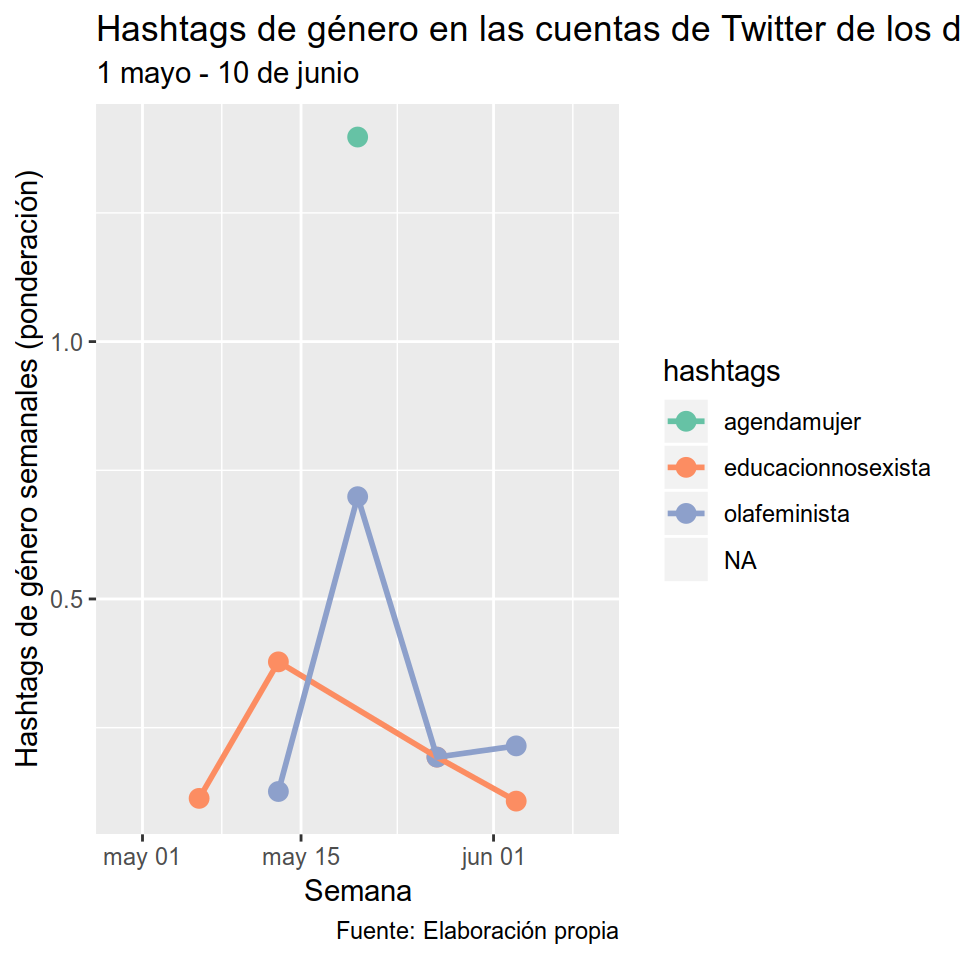 Hashtags de género en las cuentas de Twitter de los d
1 mayo - 10 de junio
Hashtags de género semanales (ponderación)
1.0
0.5
may 01
may 15
jun 01
Semana
Fuente: Elaboración propia
hashtags
agendamujer
educacionnosexista
olafeminista
NA